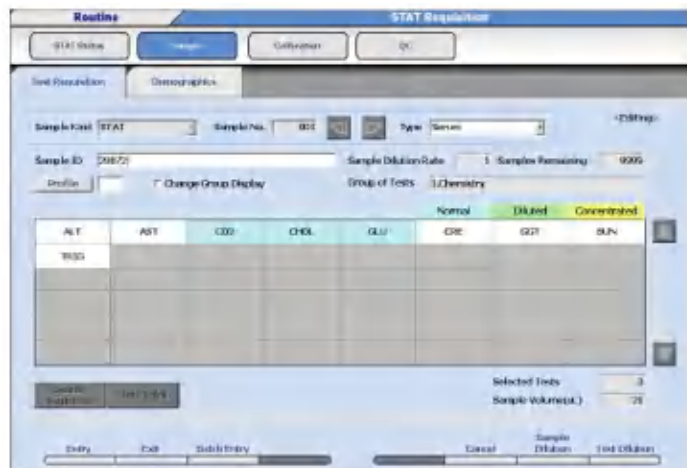 Routine STAT Requisition
STAT Status Sample Calibration QC
Test Requisition Demographics
Sample Kind STAT Sample No. 001 Type Serum <Editing>
Sample ID Sample Dilution Rate 1 Samples Remaining 9999
Profile Change Group Display Group of Tests 1.Chemistry
Normal Diluted Concentrated
ALT AST CO2 CHOL GLU CRE GGT BUN
TRIG
Selected Tests 3
Sample Volume(µL)
Entry Exit Batch Entry Cancel Sample Dilution Test Dilution